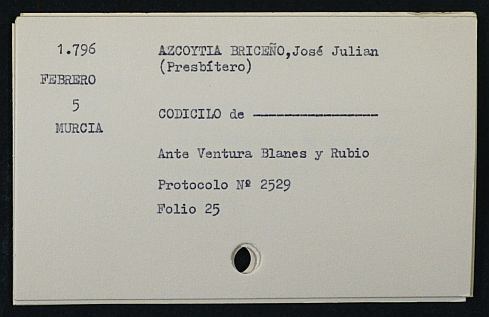 1.796
FEBRERO
5
MURCIA
AZCOYTIA BRICEÑO,José Julian
(Presbítero)
CODICILO de ————————
Ante Ventura Blanes y Rubio
Protocolo Nº 2529
Folio 25